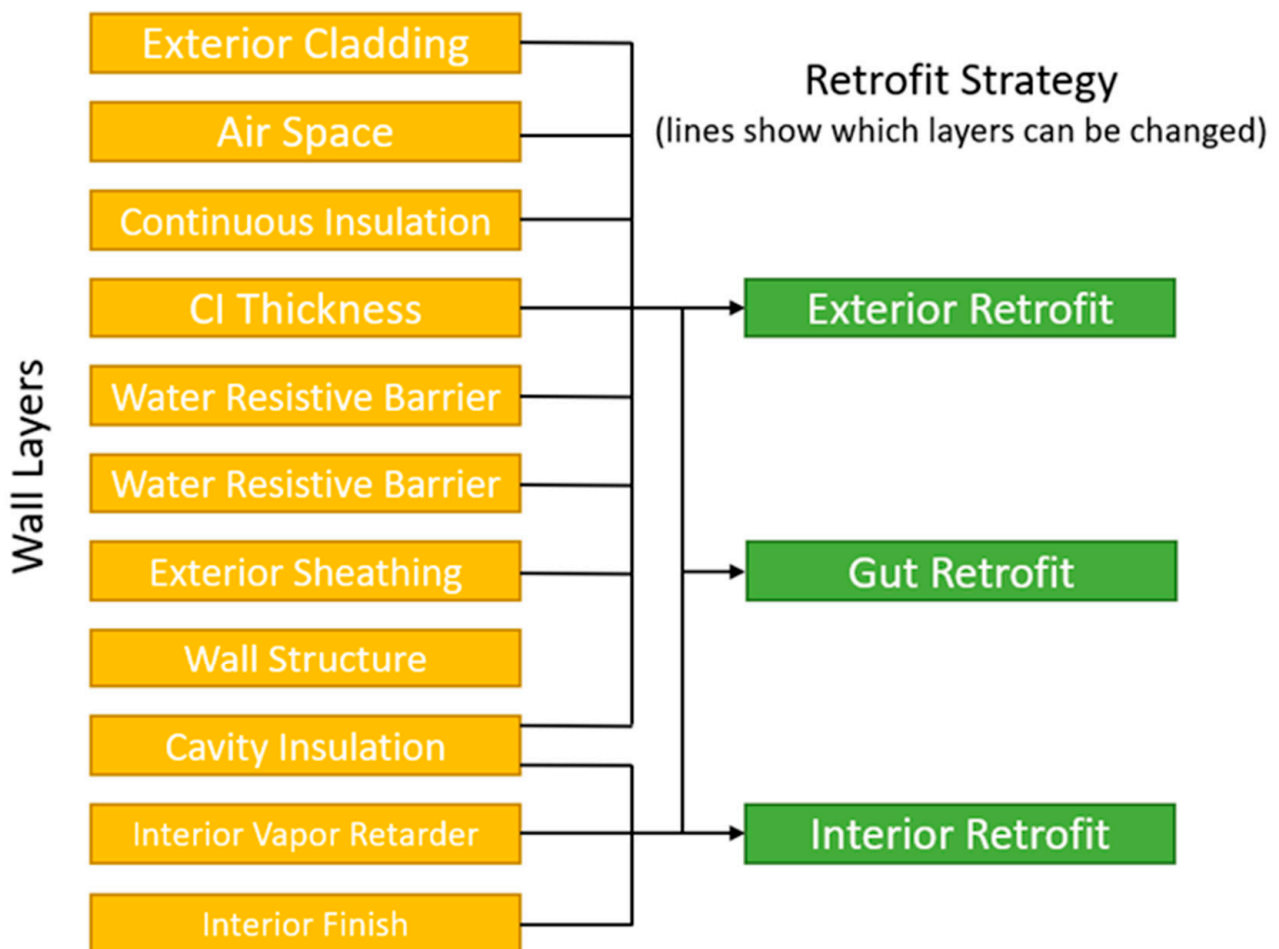 Exterior Cladding
Air Space
Continuous Insulation
CI Thickness
Water Resistive Barrier
Water Resistive Barrier
Exterior Sheathing
Wall Structure
Cavity Insulation
Interior Vapor Retarder
Interior Finish
Wall Layers
Retrofit Strategy
(lines show which layers can be changed)
Exterior Retrofit
Gut Retrofit
Interior Retrofit